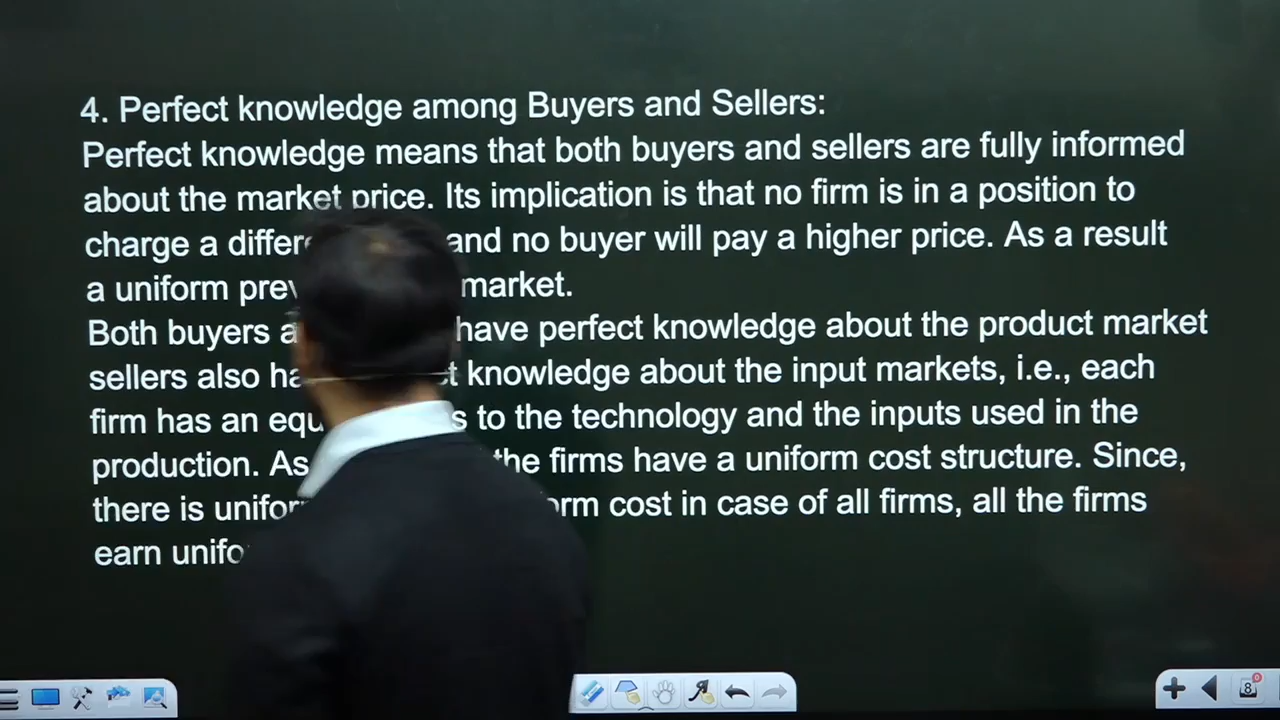 4. Perfect knowledge among Buyers and Sellers:
Perfect knowledge means that both buyers and sellers are fully informed
about the market price. Its implication is that no firm is in a position to
charge a and no buyer will pay a higher price. As a result
a uniform market.
Both buyers have perfect knowledge about the product market
sellers also knowledge about the input markets, i.e., each
firm has an to the technology and the inputs used in the
production. As the firms have a uniform cost structure. Since,
there is cost in case of all firms, all the firms
earn
8